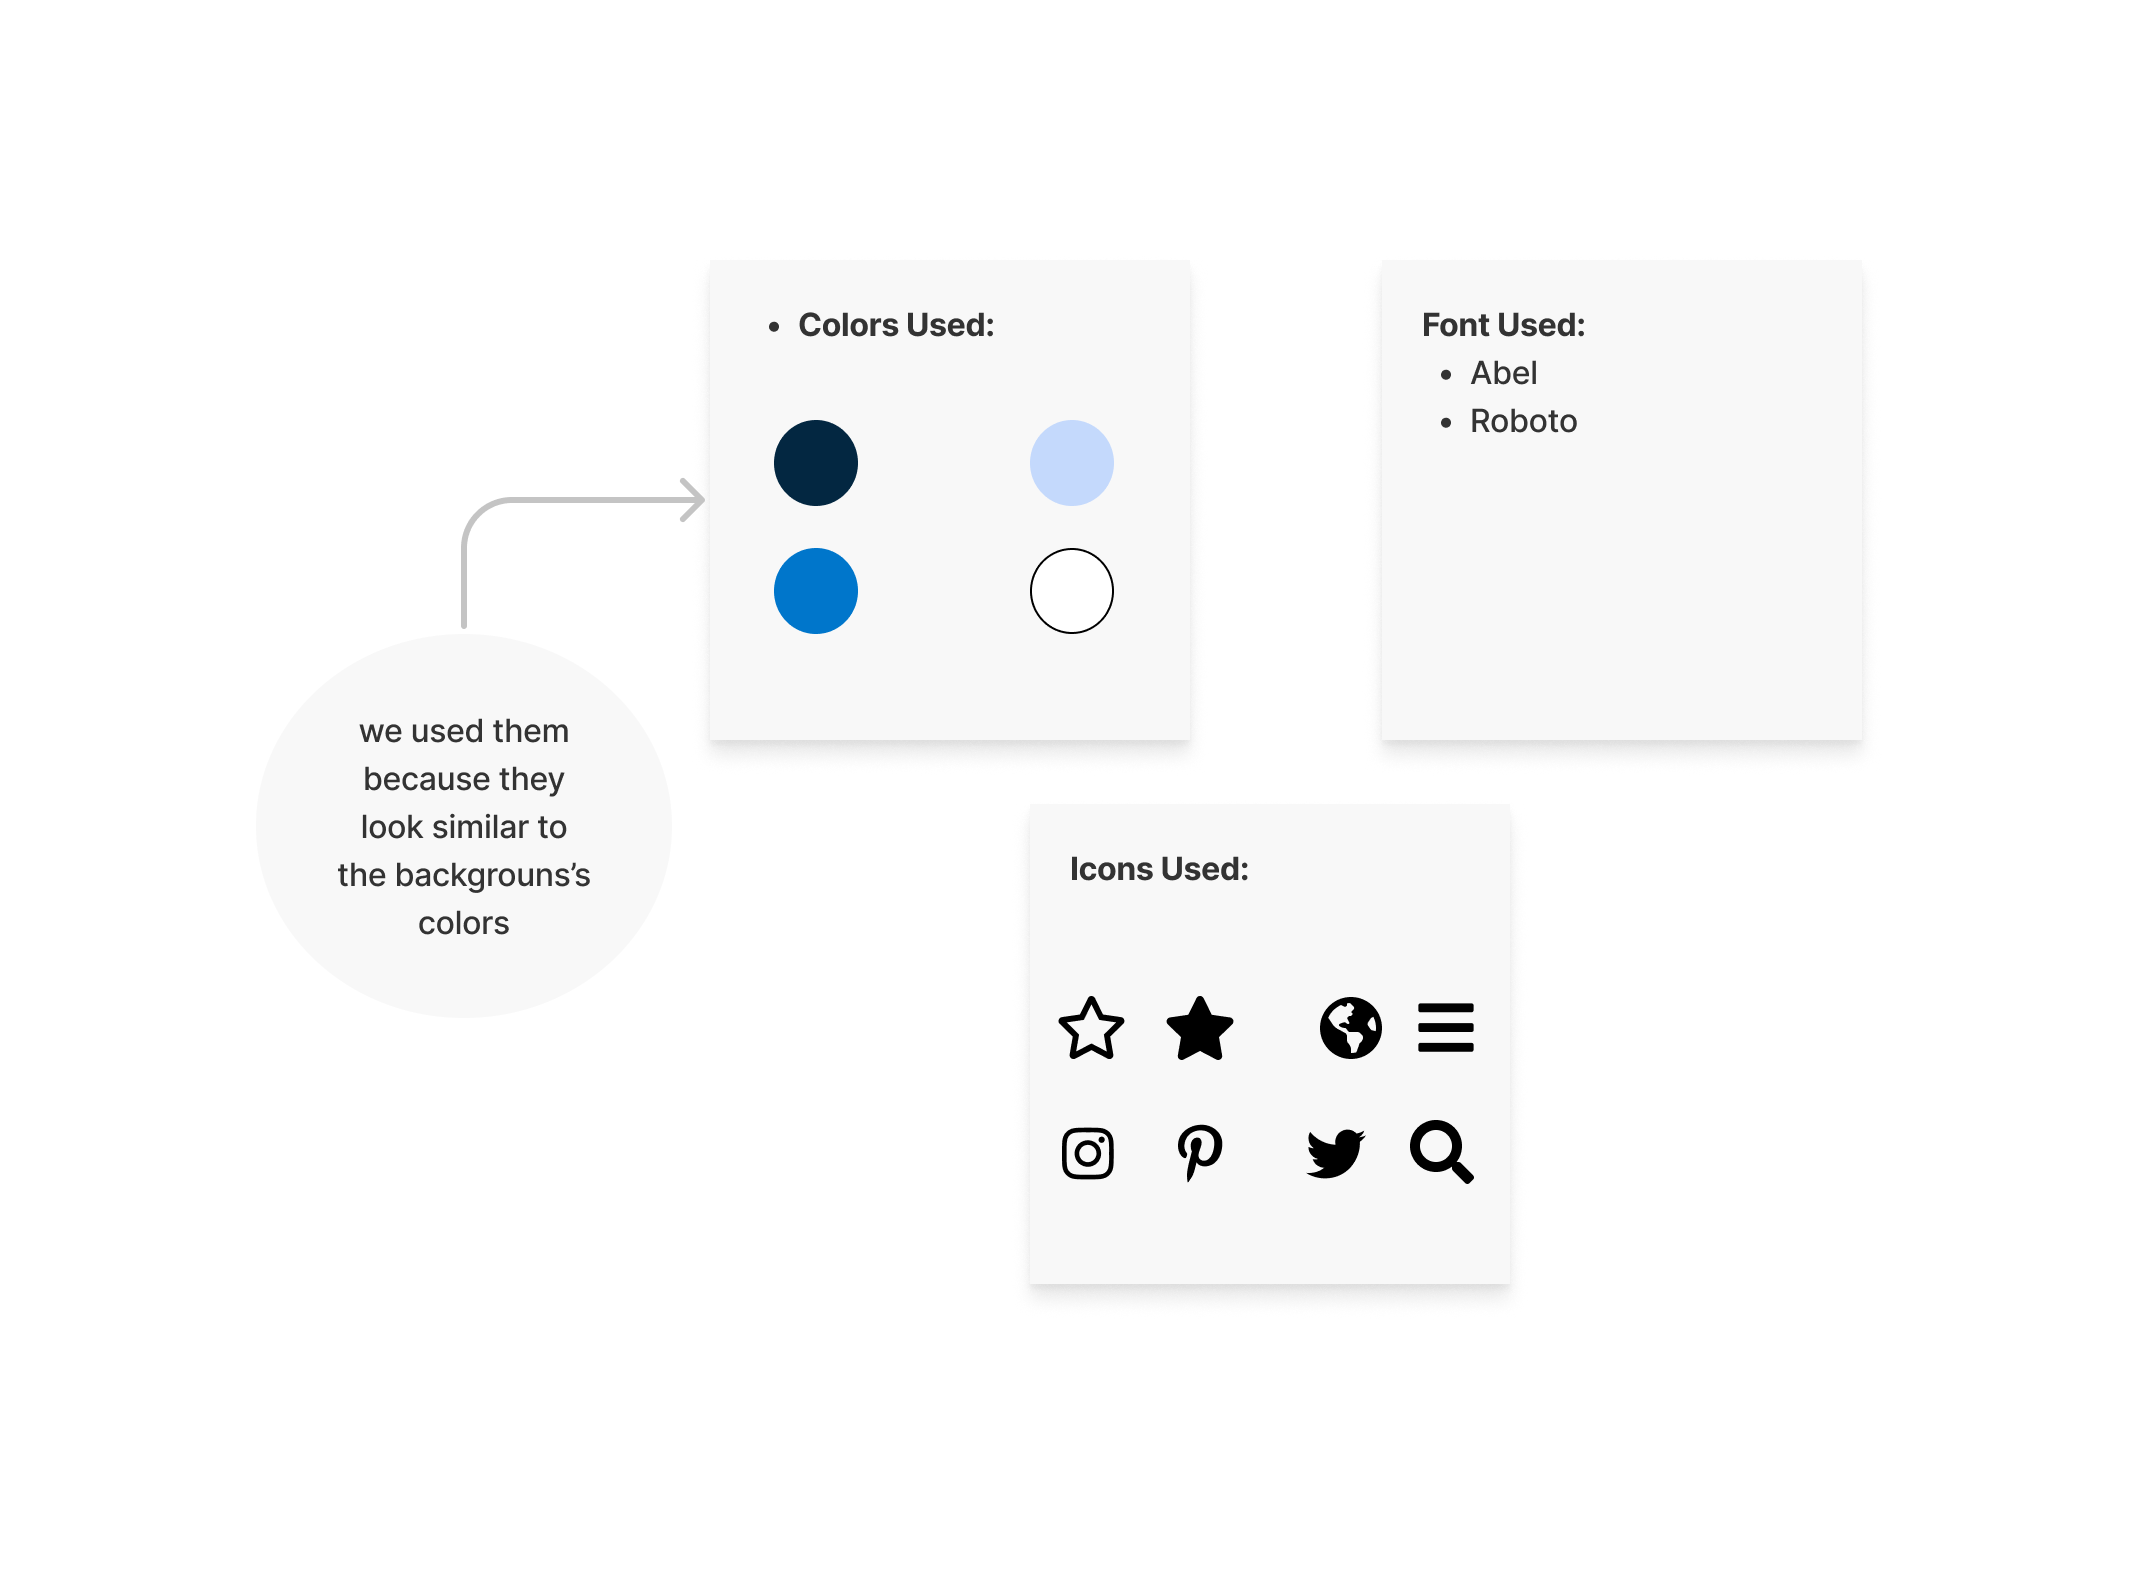 • Colors Used:
Font Used:
• Abel
• Roboto
we used them
because they
look similar to
the backgrouns’s
colors
Icons Used: